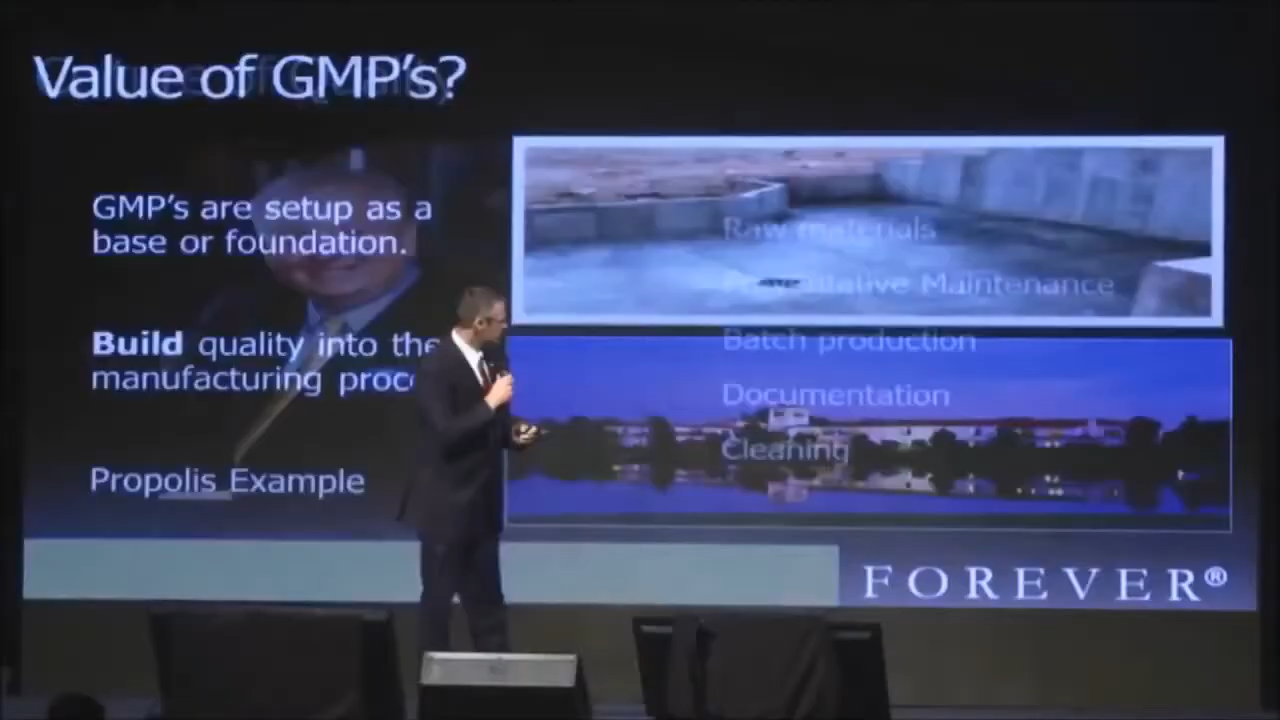 Value of GMP's?
GMP's are setup as a
base or foundation.
Build quality into the
manufacturing proc
Propolis Example
Raw materials
Preventative Maintenance
Batch production
Documentation
Cleaning
FOREVER®